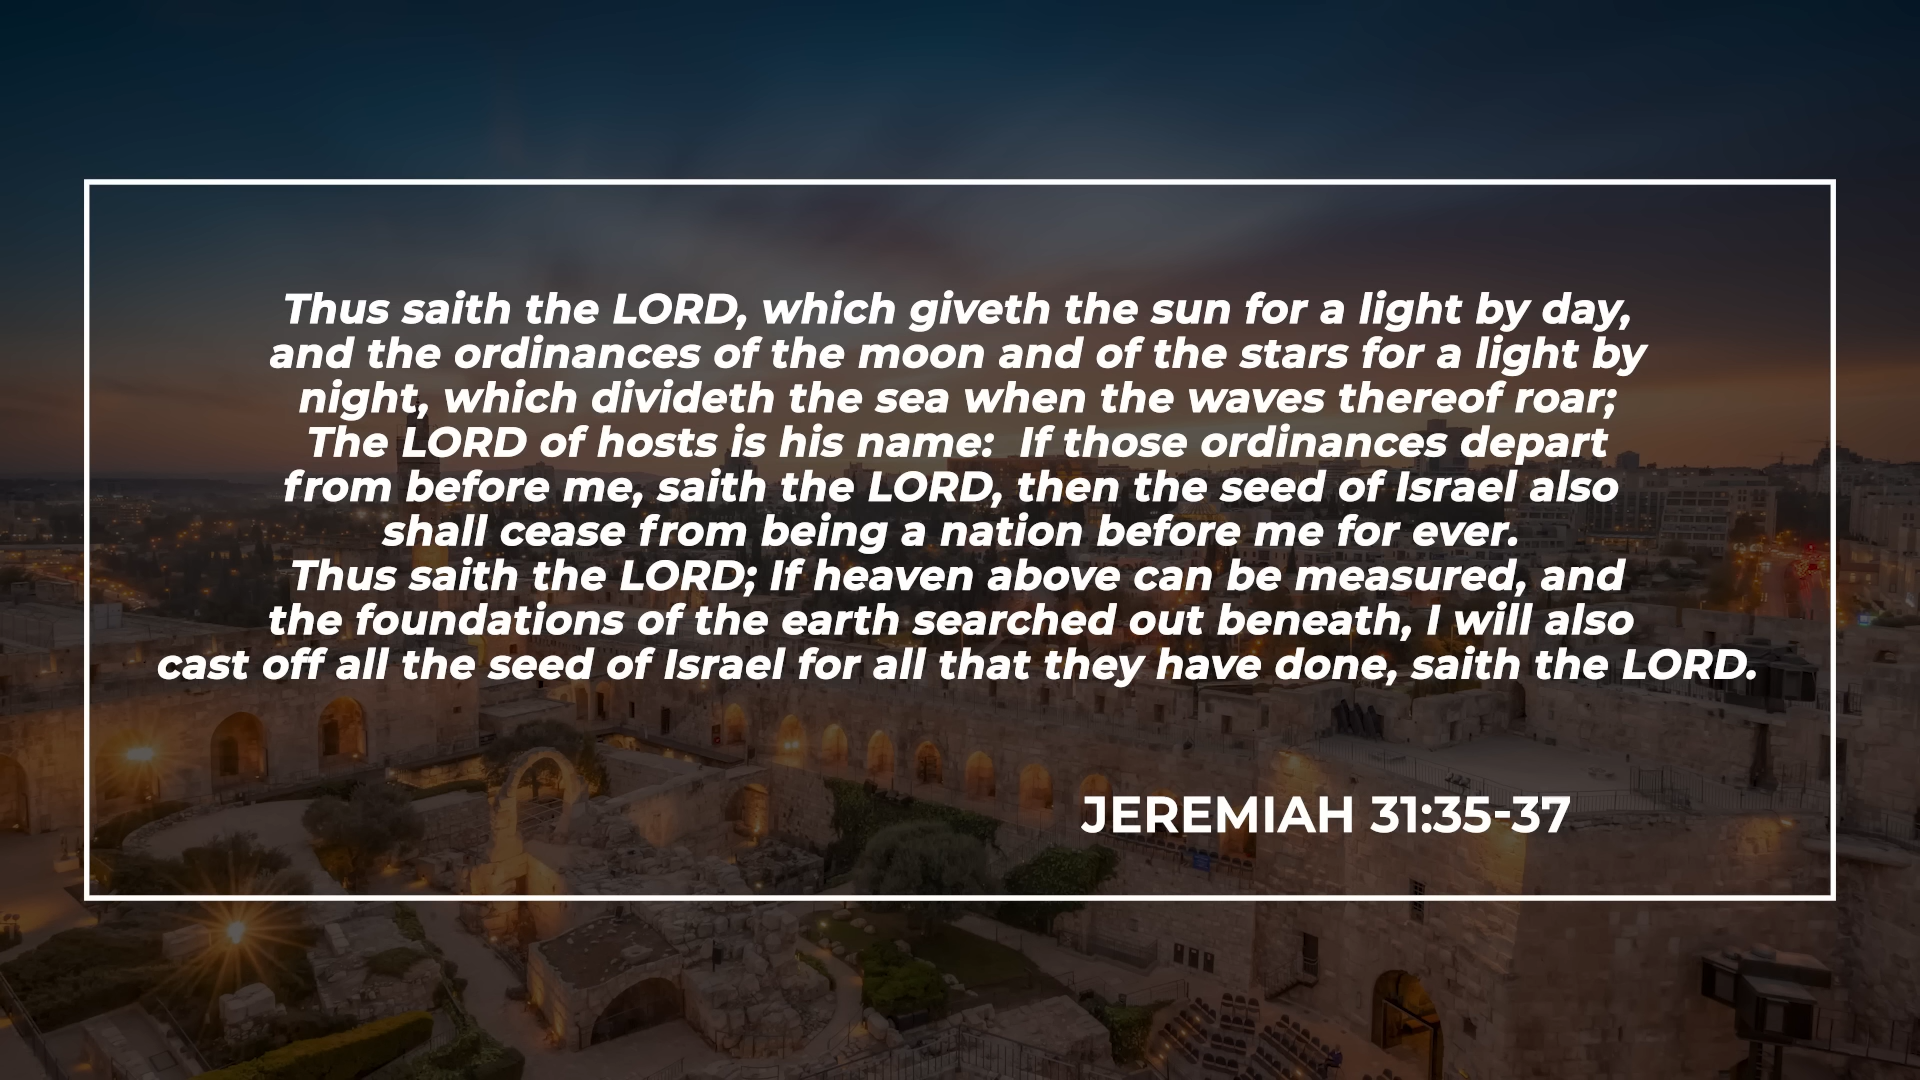 Thus saith the LORD, which giveth the sun for a light by day,
and the ordinances of the moon and of the stars for a light by
night, which divideth the sea when the waves thereof roar;
The LORD of hosts is his name:  If those ordinances depart
from before me, saith the LORD, then the seed of Israel also
shall cease from being a nation before me for ever.
Thus saith the LORD; If heaven above can be measured, and
the foundations of the earth searched out beneath, I will also
cast off all the seed of Israel for all that they have done, saith the LORD.
JEREMIAH 31:35-37